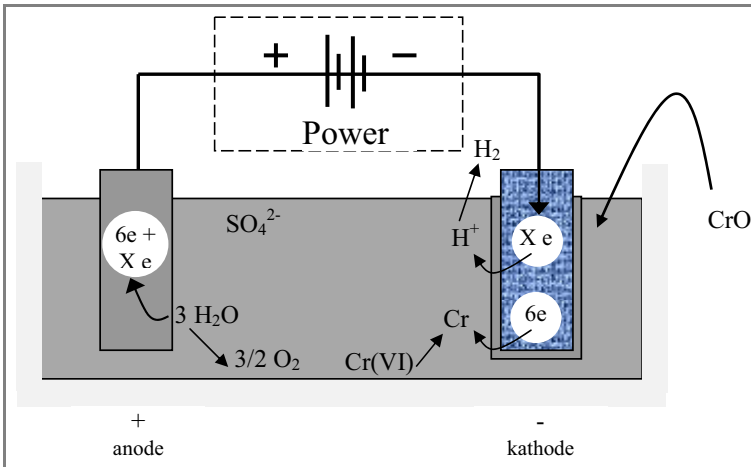 + −
Power
H₂
CrO
SO₄²⁻
6e +
X e
H⁺
X e
3 H₂O
Cr
6e
3/2 O₂
Cr(VI)
+
-
anode
kathode